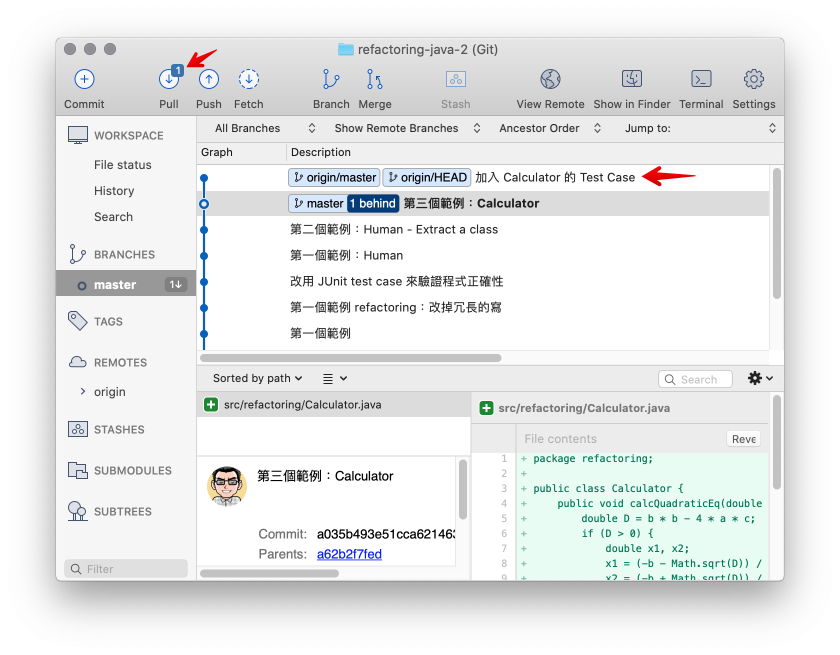 refactoring-java-2 (Git)
1
Commit Pull Push Fetch Branch Merge Stash View Remote Show in Finder Terminal Settings
All Branches Show Remote Branches Ancestor Order Jump to:
Graph Description
WORKSPACE
File status
History
Search
BRANCHES
master 1↓
TAGS
REMOTES
origin
STASHES
SUBMODULES
SUBTREES
Filter
origin/master origin/HEAD 加入 Calculator 的 Test Case
master 1 behind 第三個範例：Calculator
第二個範例：Human - Extract a class
第一個範例：Human
改用 JUnit test case 來驗證程式正確性
第一個範例 refactoring：改掉冗長的寫
第一個範例
Sorted by path Search
src/refactoring/Calculator.java
第三個範例：Calculator
Commit: a035b493e51cca62146
Parents: a62b2f7fed
src/refactoring/Calculator.java
File contents Reve
1 + package refactoring;
2 +
3 + public class Calculator {
4 + public void calcQuadraticEq(double
5 + double D = b * b - 4 * a * c;
6 + if (D > 0) {
7 + double x1, x2;
8 + x1 = (-b - Math.sqrt(D)) /
9 + x2 = (-b + Math.sqrt(D)) /